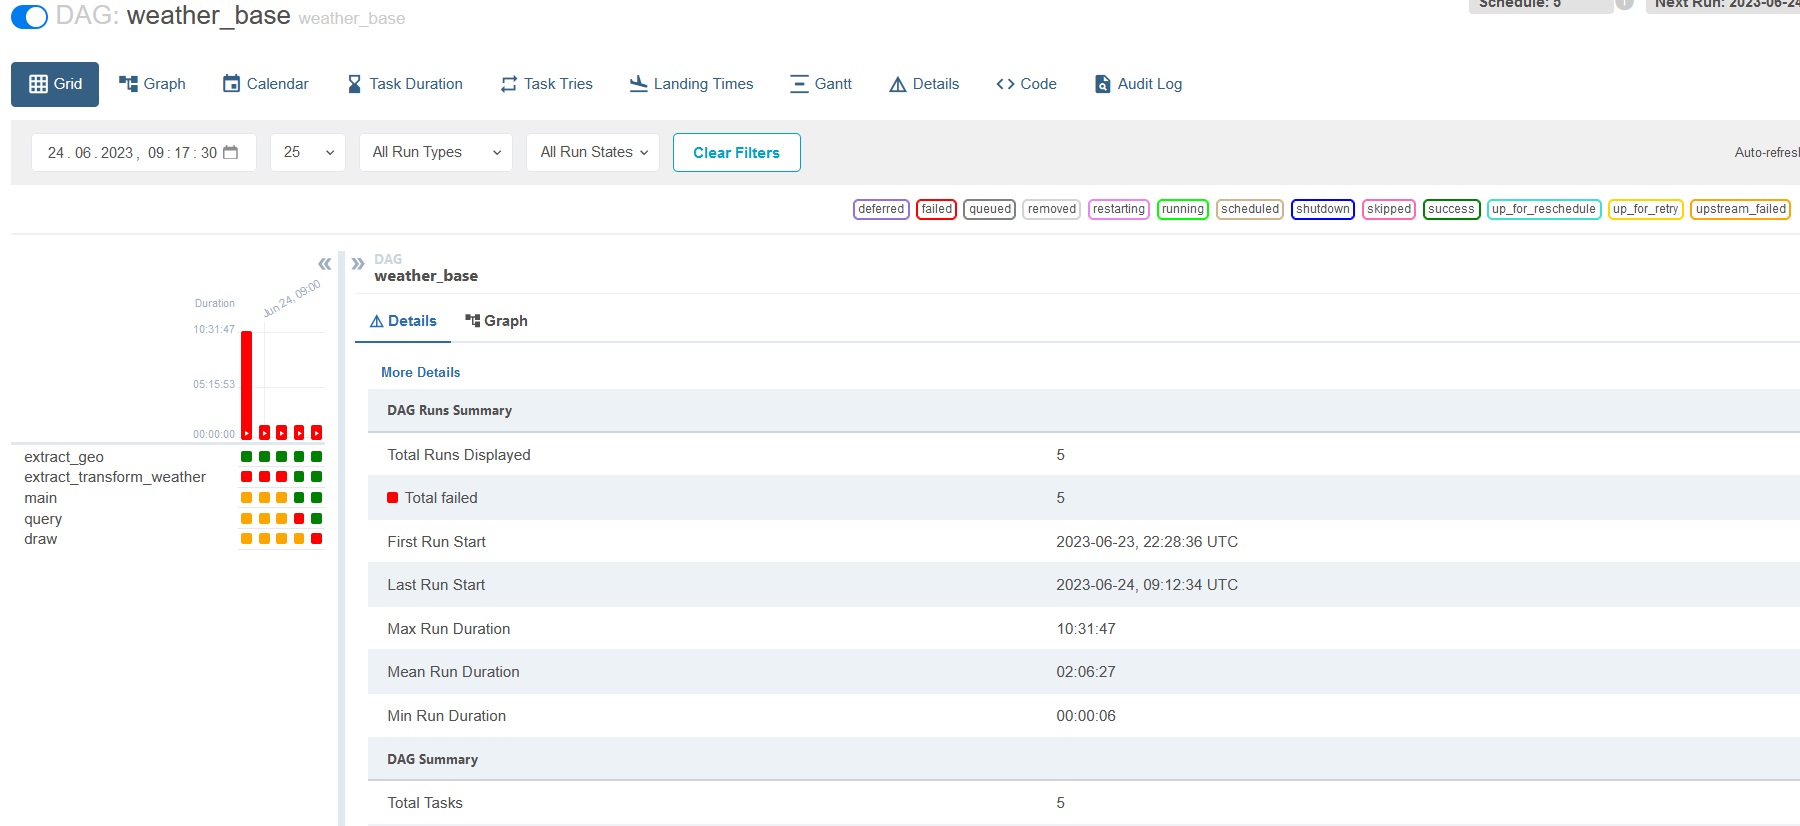 DAG: weather_base weather_base
Schedule: 5
Next Run: 2023-06-24
Grid Graph Calendar Task Duration Task Tries Landing Times Gantt Details Code Audit Log
24 . 06 . 2023 , 09 : 17 : 30 25 All Run Types All Run States Clear Filters
Auto-refresh
deferred failed queued removed restarting running scheduled shutdown skipped success up_for_reschedule up_for_retry upstream_failed
Jun 24, 09:00
Duration
10:31:47
05:15:53
00:00:00
extract_geo
extract_transform_weather
main
query
draw
DAG
weather_base
Details Graph
More Details
DAG Runs Summary
Total Runs Displayed 5
Total failed 5
First Run Start 2023-06-23, 22:28:36 UTC
Last Run Start 2023-06-24, 09:12:34 UTC
Max Run Duration 10:31:47
Mean Run Duration 02:06:27
Min Run Duration 00:00:06
DAG Summary
Total Tasks 5